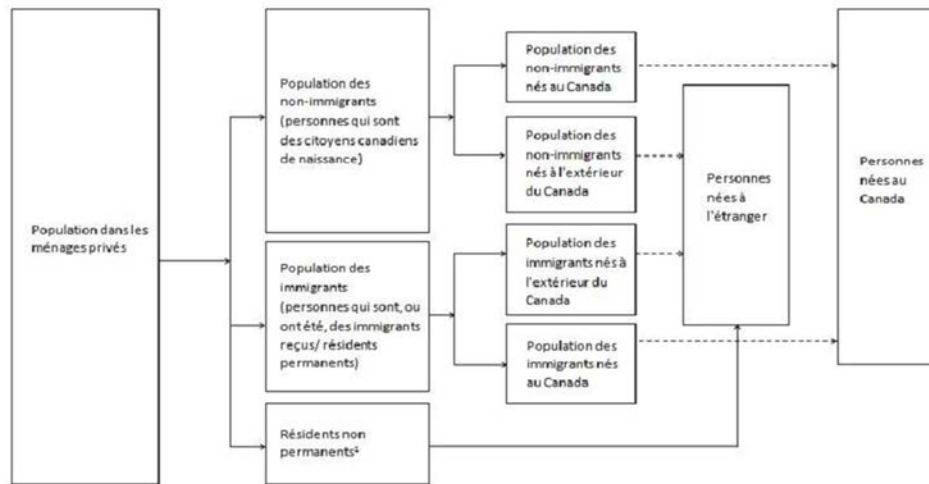 Population dans les
ménages privés
Population des
non-immigrants
(personnes qui sont
des citoyens canadiens
de naissance)
Population des
immigrants
(personnes qui sont, ou
ont été, des immigrants
reçus/ résidents
permanents)
Résidents non
permanents¹
Population des
non-immigrants
nés au Canada
Population des
non-immigrants
nés à l'extérieur
du Canada
Population des
immigrants nés à
l'extérieur du
Canada
Population des
immigrants nés
au Canada
Personnes
nées à
l'étranger
Personnes
nées au
Canada